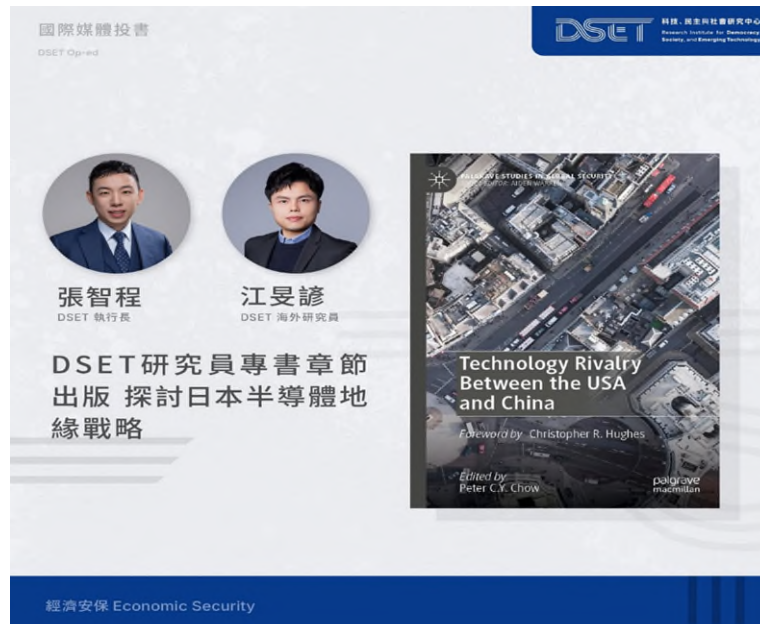 國際媒體投書
DSET Op-ed
DSET
科技、民主與社會研究中心
Research Institute for Democracy,
Society, and Emerging Technology
張智程
DSET 執行長
江旻諺
DSET 海外研究員
DSET研究員專書章節
出版 探討日本半導體地
緣戰略
PALGRAVE STUDIES IN GLOBAL SECURITY
Technology Rivalry
Between the USA
and China
Foreword by Christopher R. Hughes
Edited by
Peter C.Y. Chow
palgrave
macmillan
經濟安保 Economic Security